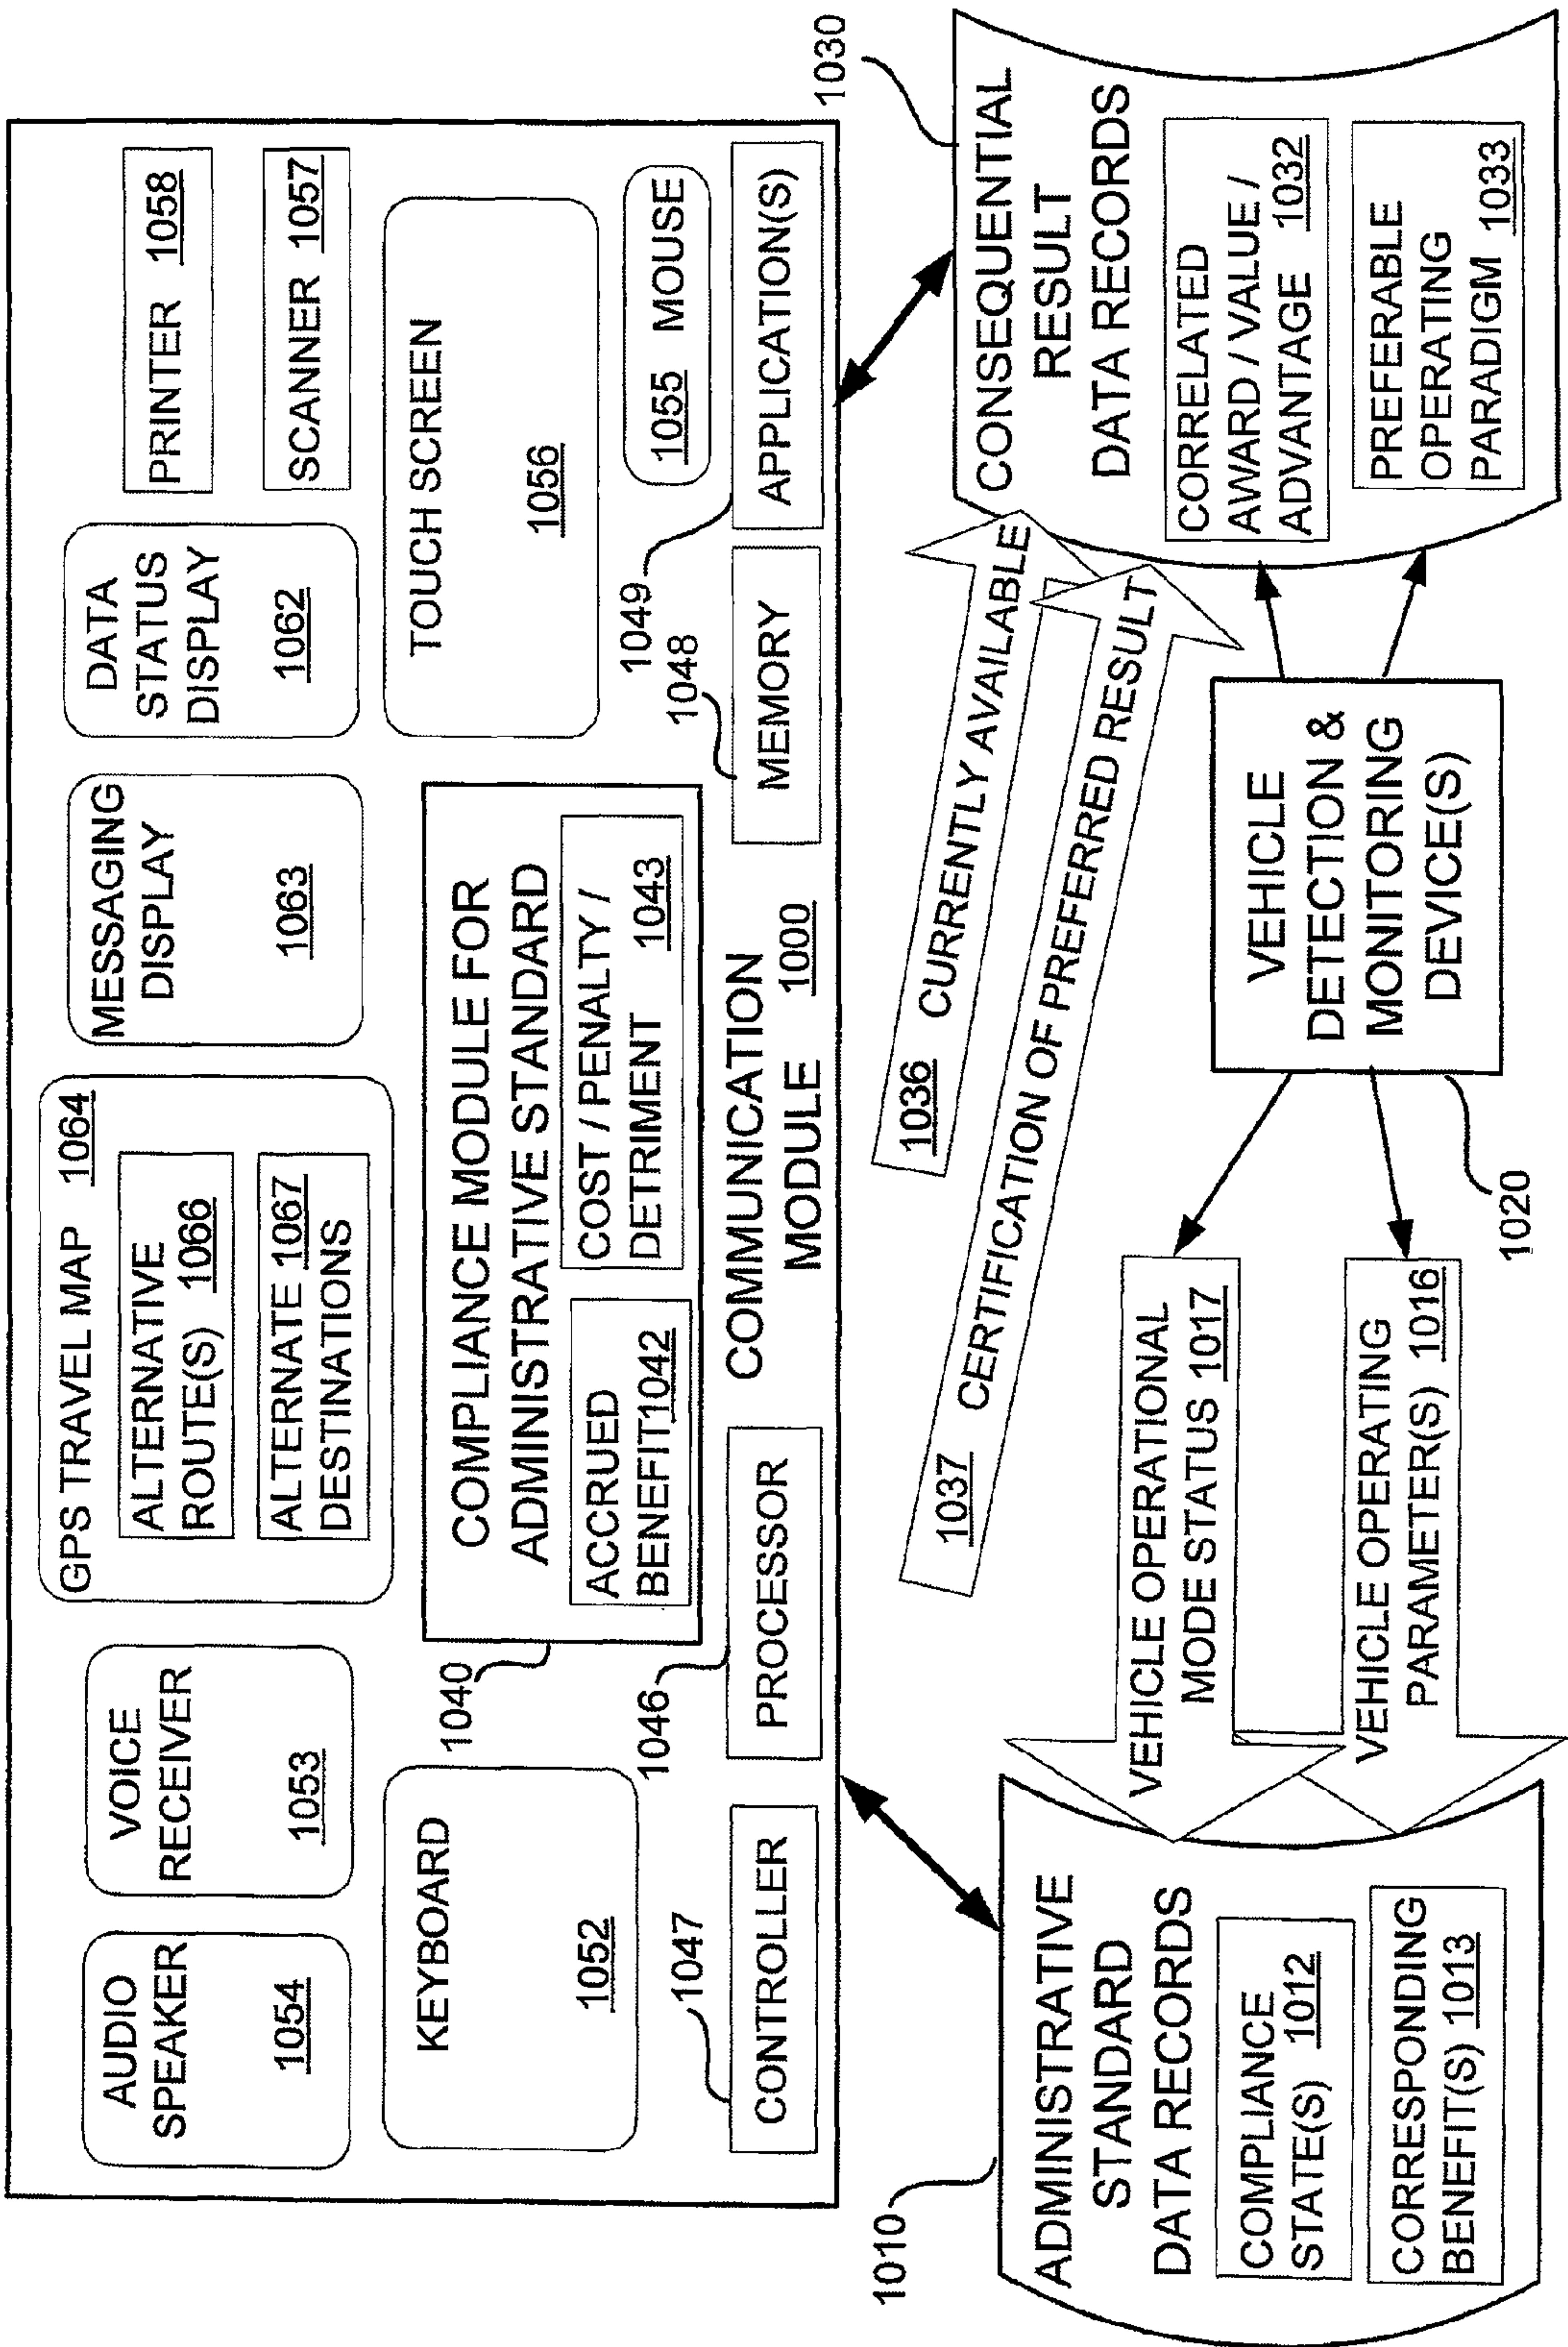 AUDIO
SPEAKER
1054
VOICE
RECEIVER
1053
GPS TRAVEL MAP 1064
ALTERNATIVE
ROUTE(S) 1066
ALTERNATE 1067
DESTINATIONS
MESSAGING
DISPLAY
1063
DATA
STATUS
DISPLAY
1062
PRINTER 1058
SCANNER 1057
KEYBOARD
1052
1040
COMPLIANCE MODULE FOR
ADMINISTRATIVE STANDARD
ACCRUED
BENEFIT 1042
COST / PENALTY /
DETRIMENT 1043
TOUCH SCREEN
1056
1055 MOUSE
1047
CONTROLLER
1046
PROCESSOR
COMMUNICATION
MODULE 1000
1048
MEMORY
1049
APPLICATION(S)
1010
ADMINISTRATIVE
STANDARD
DATA RECORDS
COMPLIANCE
STATE(S) 1012
CORRESPONDING
BENEFIT(S) 1013
1036 CURRENTLY AVAILABLE
1037 CERTIFICATION OF PREFERRED RESULT
VEHICLE OPERATIONAL
MODE STATUS 1017
VEHICLE OPERATING
PARAMETER(S) 1016
1020
VEHICLE
DETECTION &
MONITORING
DEVICE(S)
1030
CONSEQUENTIAL
RESULT
DATA RECORDS
CORRELATED
AWARD / VALUE /
ADVANTAGE 1032
PREFERABLE
OPERATING
PARADIGM 1033